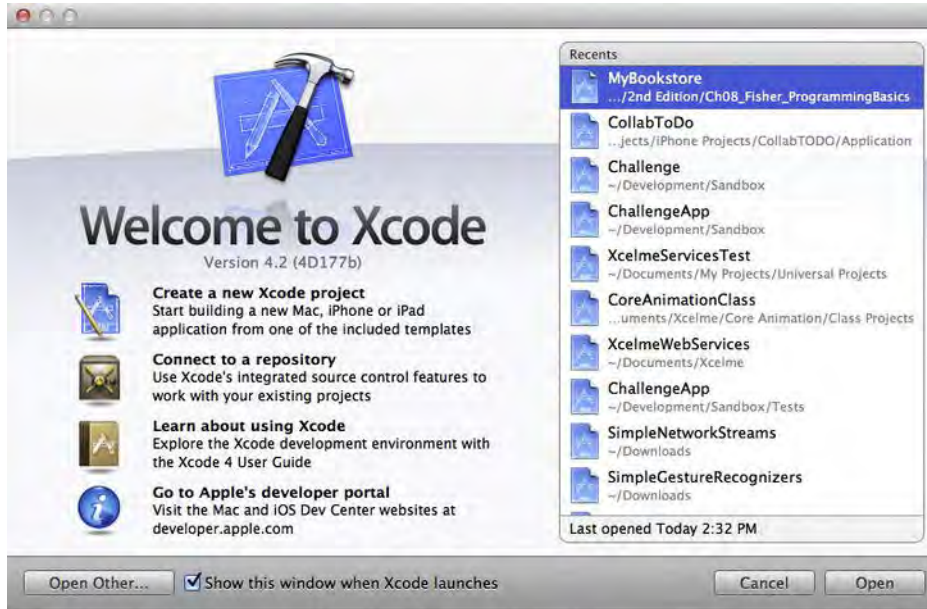 Welcome to Xcode
Version 4.2 (4D177b)
Create a new Xcode project
Start building a new Mac, iPhone or iPad
application from one of the included templates
Connect to a repository
Use Xcode's integrated source control features to
work with your existing projects
Learn about using Xcode
Explore the Xcode development environment with
the Xcode 4 User Guide
Go to Apple's developer portal
Visit the Mac and iOS Dev Center websites at
developer.apple.com
Recents
MyBookstore
.../2nd Edition/Ch08_Fisher_ProgrammingBasics
CollabToDo
...jects/iPhone Projects/CollabTODO/Application
Challenge
~/Development/Sandbox
ChallengeApp
~/Development/Sandbox
XcelmeServicesTest
~/Documents/My Projects/Universal Projects
CoreAnimationClass
...uments/Xcelme/Core Animation/Class Projects
XcelmeWebServices
~/Documents/Xcelme
ChallengeApp
~/Development/Sandbox/Tests
SimpleNetworkStreams
~/Downloads
SimpleGestureRecognizers
~/Downloads
Last opened Today 2:32 PM
Open Other...
Show this window when Xcode launches
Cancel
Open